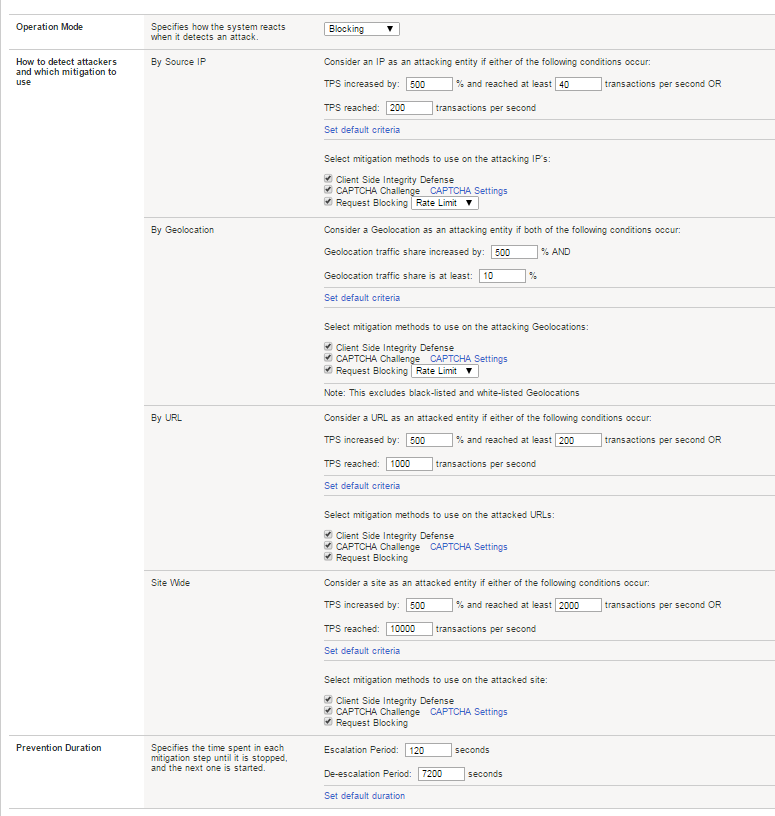 Operation Mode
Specifies how the system reacts
when it detects an attack.
Blocking
How to detect attackers
and which mitigation to
use
By Source IP
Consider an IP as an attacking entity if either of the following conditions occur:
TPS increased by: 500 % and reached at least 40 transactions per second OR
TPS reached: 200 transactions per second
Set default criteria
Select mitigation methods to use on the attacking IP's:
Client Side Integrity Defense
CAPTCHA Challenge CAPTCHA Settings
Request Blocking Rate Limit
By Geolocation
Consider a Geolocation as an attacking entity if both of the following conditions occur:
Geolocation traffic share increased by: 500 % AND
Geolocation traffic share is at least: 10 %
Set default criteria
Select mitigation methods to use on the attacking Geolocations:
Client Side Integrity Defense
CAPTCHA Challenge CAPTCHA Settings
Request Blocking Rate Limit
Note: This excludes black-listed and white-listed Geolocations
By URL
Consider a URL as an attacked entity if either of the following conditions occur:
TPS increased by: 500 % and reached at least 200 transactions per second OR
TPS reached: 1000 transactions per second
Set default criteria
Select mitigation methods to use on the attacked URLs:
Client Side Integrity Defense
CAPTCHA Challenge CAPTCHA Settings
Request Blocking
Site Wide
Consider a site as an attacked entity if either of the following conditions occur:
TPS increased by: 500 % and reached at least 2000 transactions per second OR
TPS reached: 10000 transactions per second
Set default criteria
Select mitigation methods to use on the attacked site:
Client Side Integrity Defense
CAPTCHA Challenge CAPTCHA Settings
Request Blocking
Prevention Duration
Specifies the time spent in each
mitigation step until it is stopped,
and the next one is started.
Escalation Period: 120 seconds
De-escalation Period: 7200 seconds
Set default duration